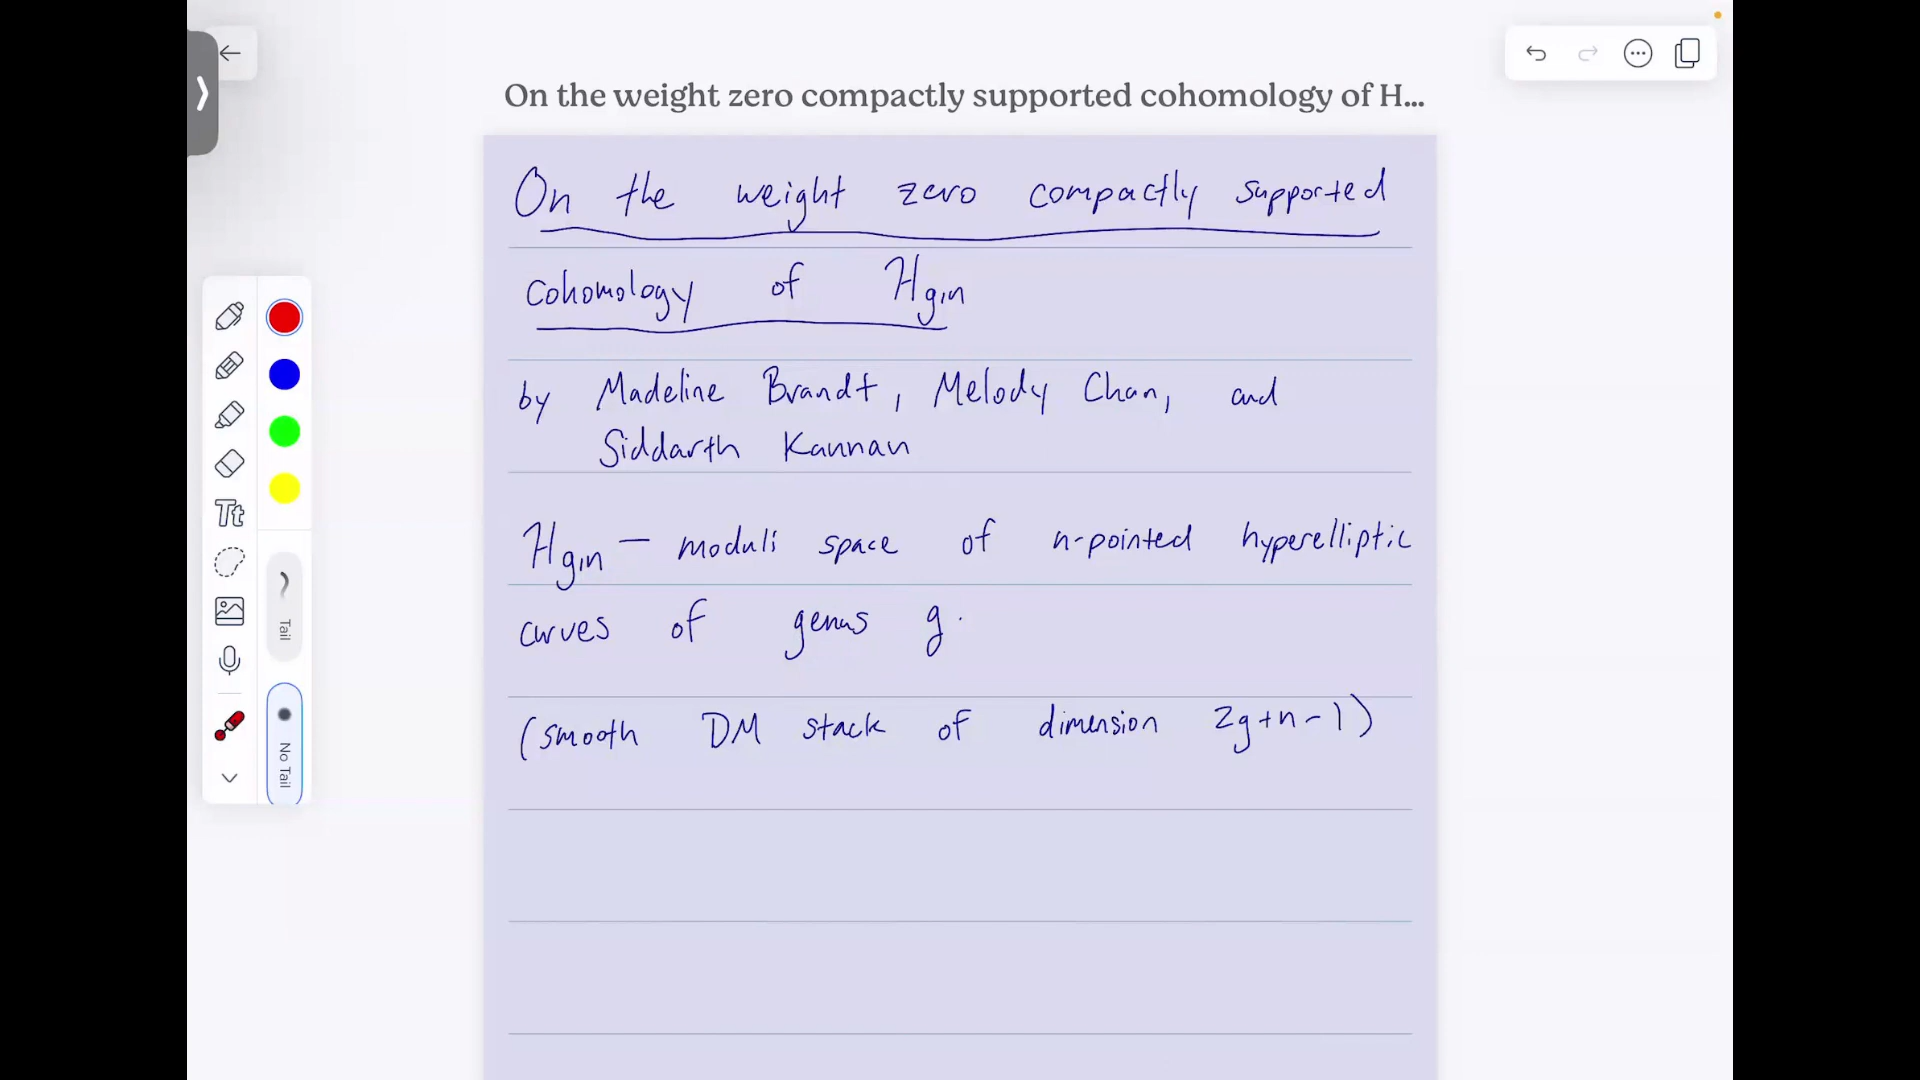 On the weight zero compactly supported cohomology of H...
On the weight zero compactly supported
cohomology of Hg,n
by Madeline Brandt, Melody Chan, and
Siddarth Kannan
Hg,n — moduli space of n-pointed hyperelliptic
curves of genus g.
(smooth DM stack of dimension 2g+n-1)
Tt
Tail
No Tail